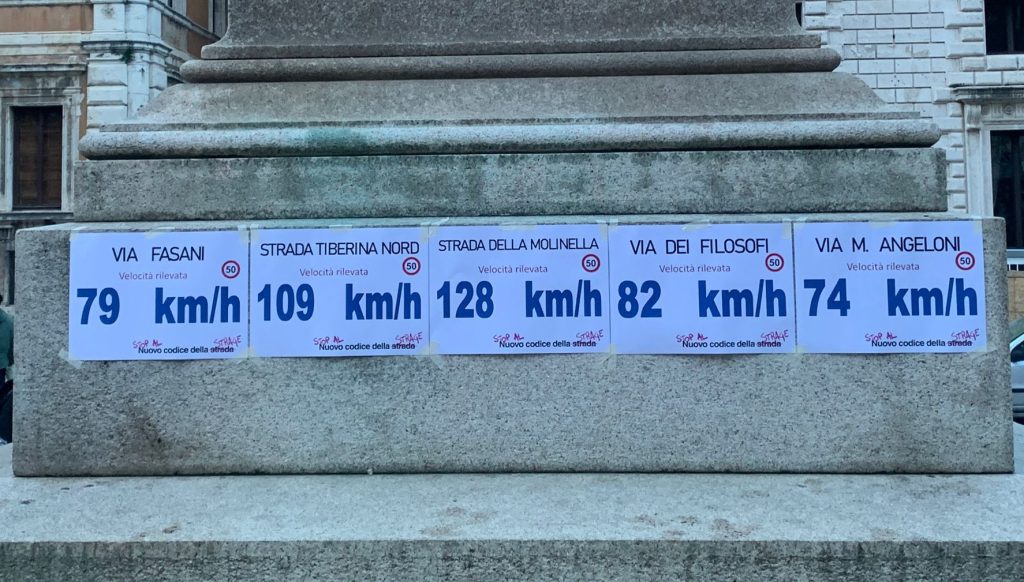 VIA FASANI
Velocità rilevata
50
79 km/h
STOP AL STRAGE
Nuovo codice della strada
STRADA TIBERINA NORD
Velocità rilevata
50
109 km/h
STOP AL STRAGE
Nuovo codice della strada
STRADA DELLA MOLINELLA
Velocità rilevata
50
128 km/h
STOP AL STRAGE
Nuovo codice della strada
VIA DEI FILOSOFI
Velocità rilevata
50
82 km/h
STOP AL STRAGE
Nuovo codice della strada
VIA M. ANGELONI
Velocità rilevata
50
74 km/h
STOP AL STRAGE
Nuovo codice della strada